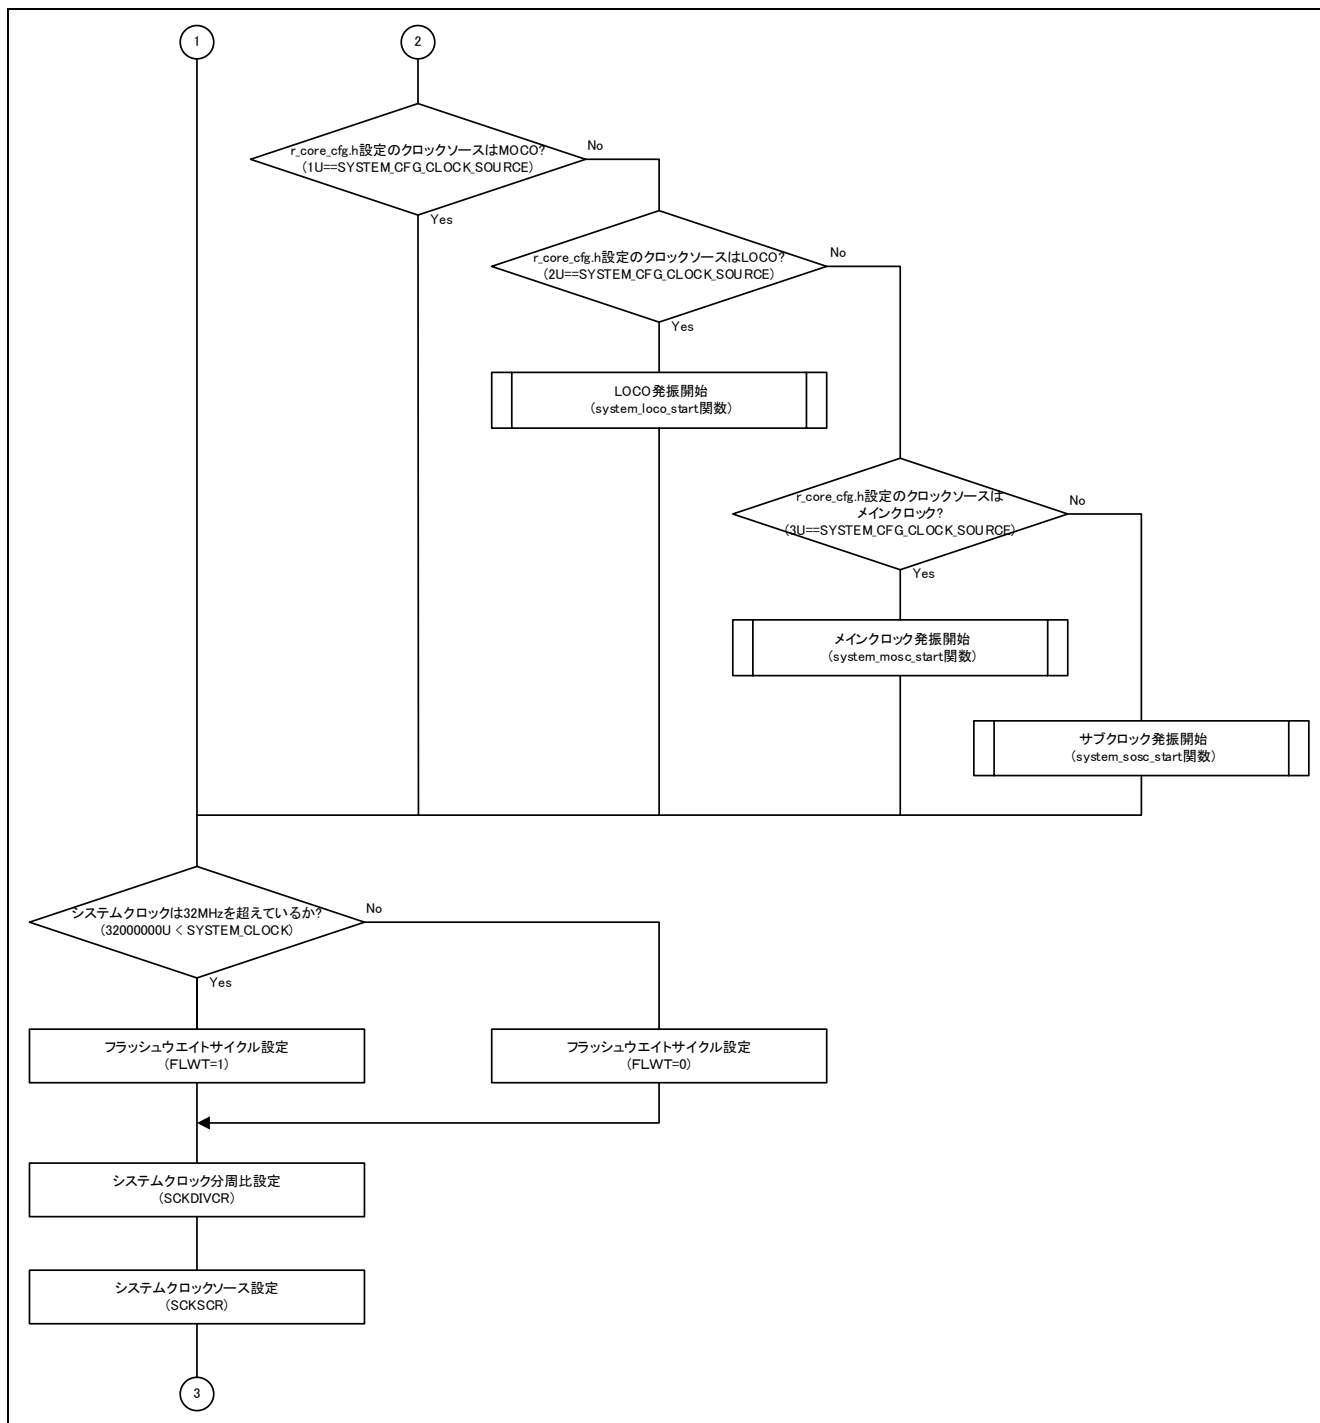 1
2
r_core_cfg.h設定のクロックソースはMOCO?
(1U==SYSTEM_CFG_CLOCK_SOURCE)
No
Yes
r_core_cfg.h設定のクロックソースはLOCO?
(2U==SYSTEM_CFG_CLOCK_SOURCE)
No
Yes
LOCO発振開始
(system_loco_start関数)
r_core_cfg.h設定のクロックソースは
メインクロック?
(3U==SYSTEM_CFG_CLOCK_SOURCE)
No
Yes
メインクロック発振開始
(system_mosc_start関数)
サブクロック発振開始
(system_sosc_start関数)
システムクロックは32MHzを超えているか?
(32000000U < SYSTEM_CLOCK)
No
Yes
フラッシュウエイトサイクル設定
(FLWT=1)
フラッシュウエイトサイクル設定
(FLWT=0)
システムクロック分周比設定
(SCKDIVCR)
システムクロックソース設定
(SCKSCR)
3